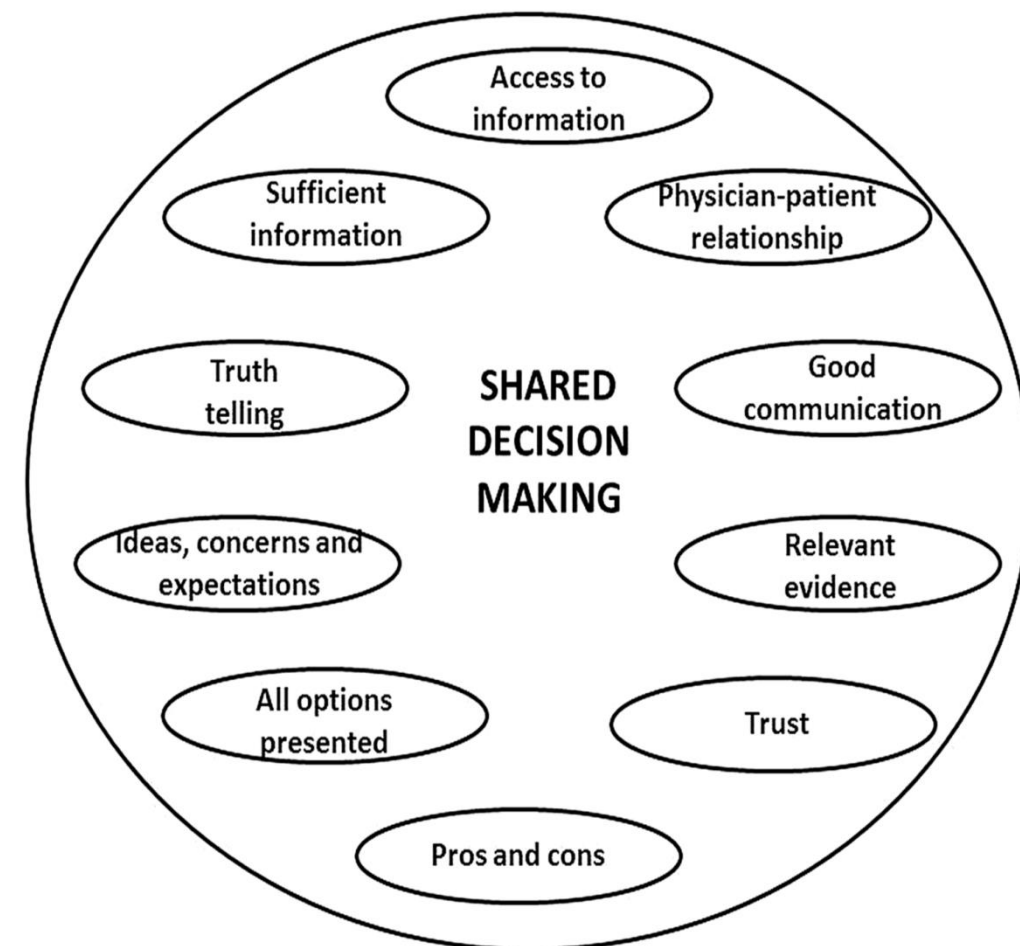 Access to
information
Sufficient
information
Physician-patient
relationship
Truth
telling
SHARED
DECISION
MAKING
Good
communication
Ideas, concerns and
expectations
Relevant
evidence
All options
presented
Trust
Pros and cons